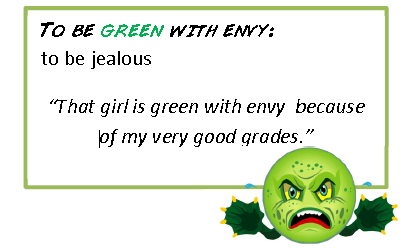 TO BE GREEN WITH ENVY:
to be jealous
“That girl is green with envy because
of my very good grades.”